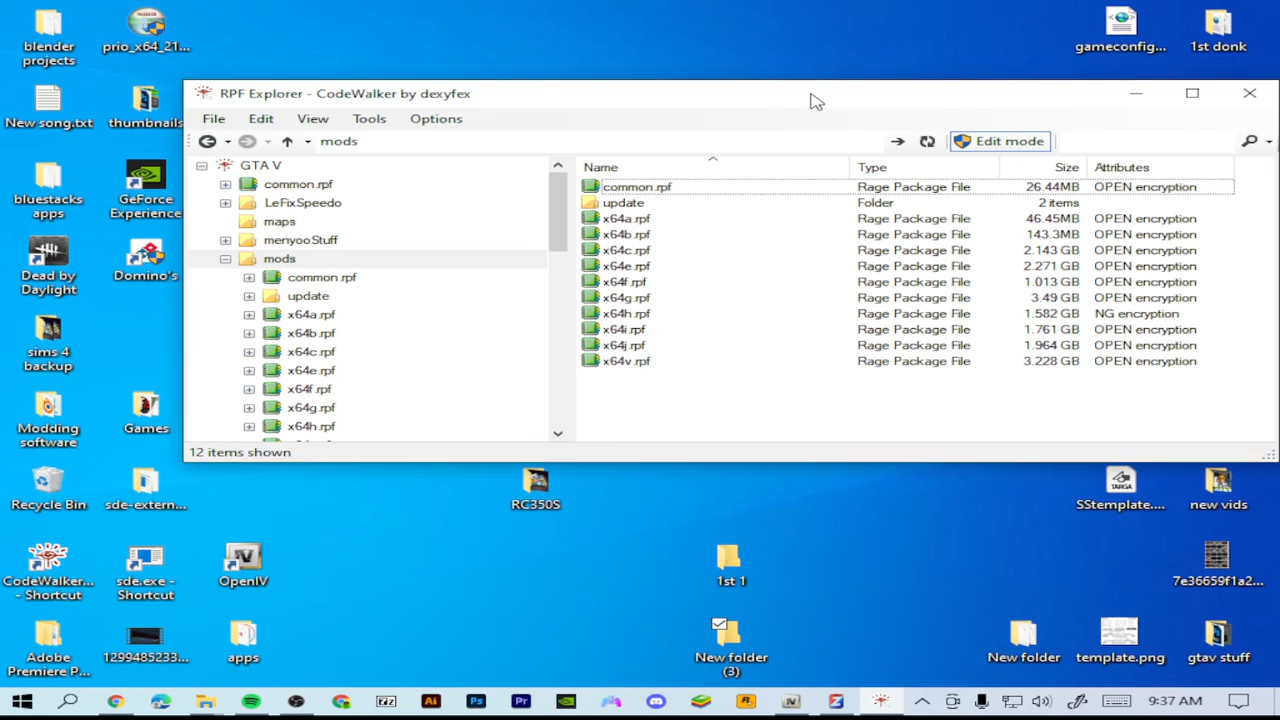 blender
projects
prio_x64_21...
gameconfig...
1st donk
New song.txt
thumbnails
bluestacks
apps
GeForce
Experience
Dead by
Daylight
Domino's
sims 4
backup
Modding
software
Games
Recycle Bin
sde-extern...
RC350S
SStemplate....
new vids
CodeWalker...
- Shortcut
sde.exe -
Shortcut
OpenIV
IV
1st 1
7e36659f1a2...
Adobe
Premiere P...
1299485233...
apps
New folder
(3)
New folder
template.png
gtav stuff
RPF Explorer - CodeWalker by dexyfex
File Edit View Tools Options
mods
Edit mode
GTA V
common.rpf
LeFixSpeedo
maps
menyooStuff
mods
common.rpf
update
x64a.rpf
x64b.rpf
x64c.rpf
x64e.rpf
x64f.rpf
x64g.rpf
x64h.rpf
Name Type Size Attributes
common.rpf Rage Package File 26.44MB OPEN encryption
update Folder 2 items
x64a.rpf Rage Package File 46.45MB OPEN encryption
x64b.rpf Rage Package File 143.3MB OPEN encryption
x64c.rpf Rage Package File 2.143 GB OPEN encryption
x64e.rpf Rage Package File 2.271 GB OPEN encryption
x64f.rpf Rage Package File 1.013 GB OPEN encryption
x64g.rpf Rage Package File 3.49 GB OPEN encryption
x64h.rpf Rage Package File 1.582 GB NG encryption
x64i.rpf Rage Package File 1.761 GB OPEN encryption
x64j.rpf Rage Package File 1.964 GB OPEN encryption
x64v.rpf Rage Package File 3.228 GB OPEN encryption
12 items shown
7z Ai Ps Pr R IV
9:37 AM